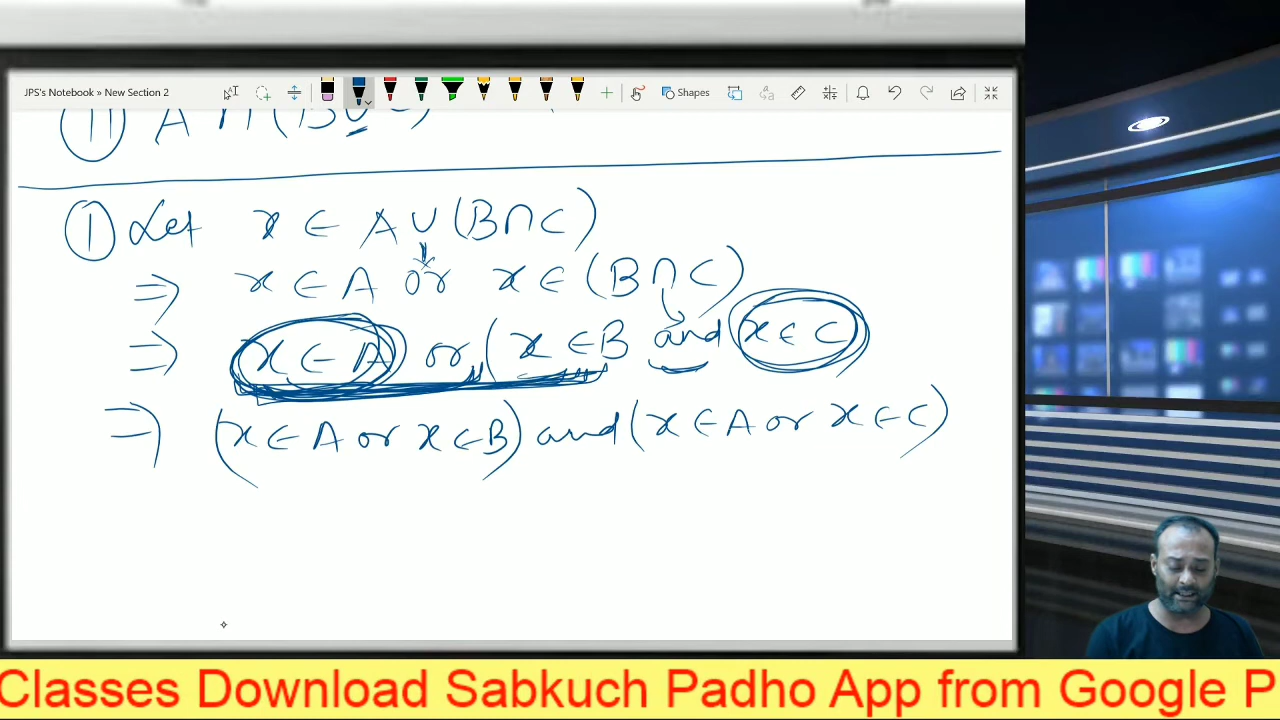 JPS's Notebook » New Section 2
Shapes
(II) A ∩ (B ∪ C)
(I) Let x ∈ A ∪ (B ∩ C)
⇒ x ∈ A or x ∈ (B ∩ C)
⇒ (x ∈ A) or (x ∈ B and (x ∈ C)
⇒ (x ∈ A or x ∈ B) and (x ∈ A or x ∈ C)
Classes Download Sabkuch Padho App from Google P